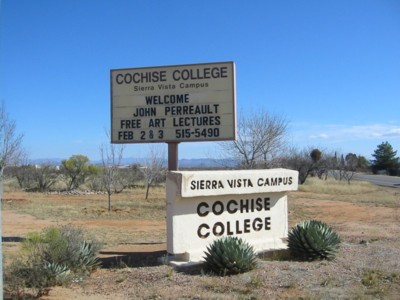 COCHISE COLLEGE
Sierra Vista Campus
WELCOME
JOHN PERREAULT
FREE ART LECTURES
FEB 2 & 3 515-5490
SIERRA VISTA CAMPUS
COCHISE
COLLEGE